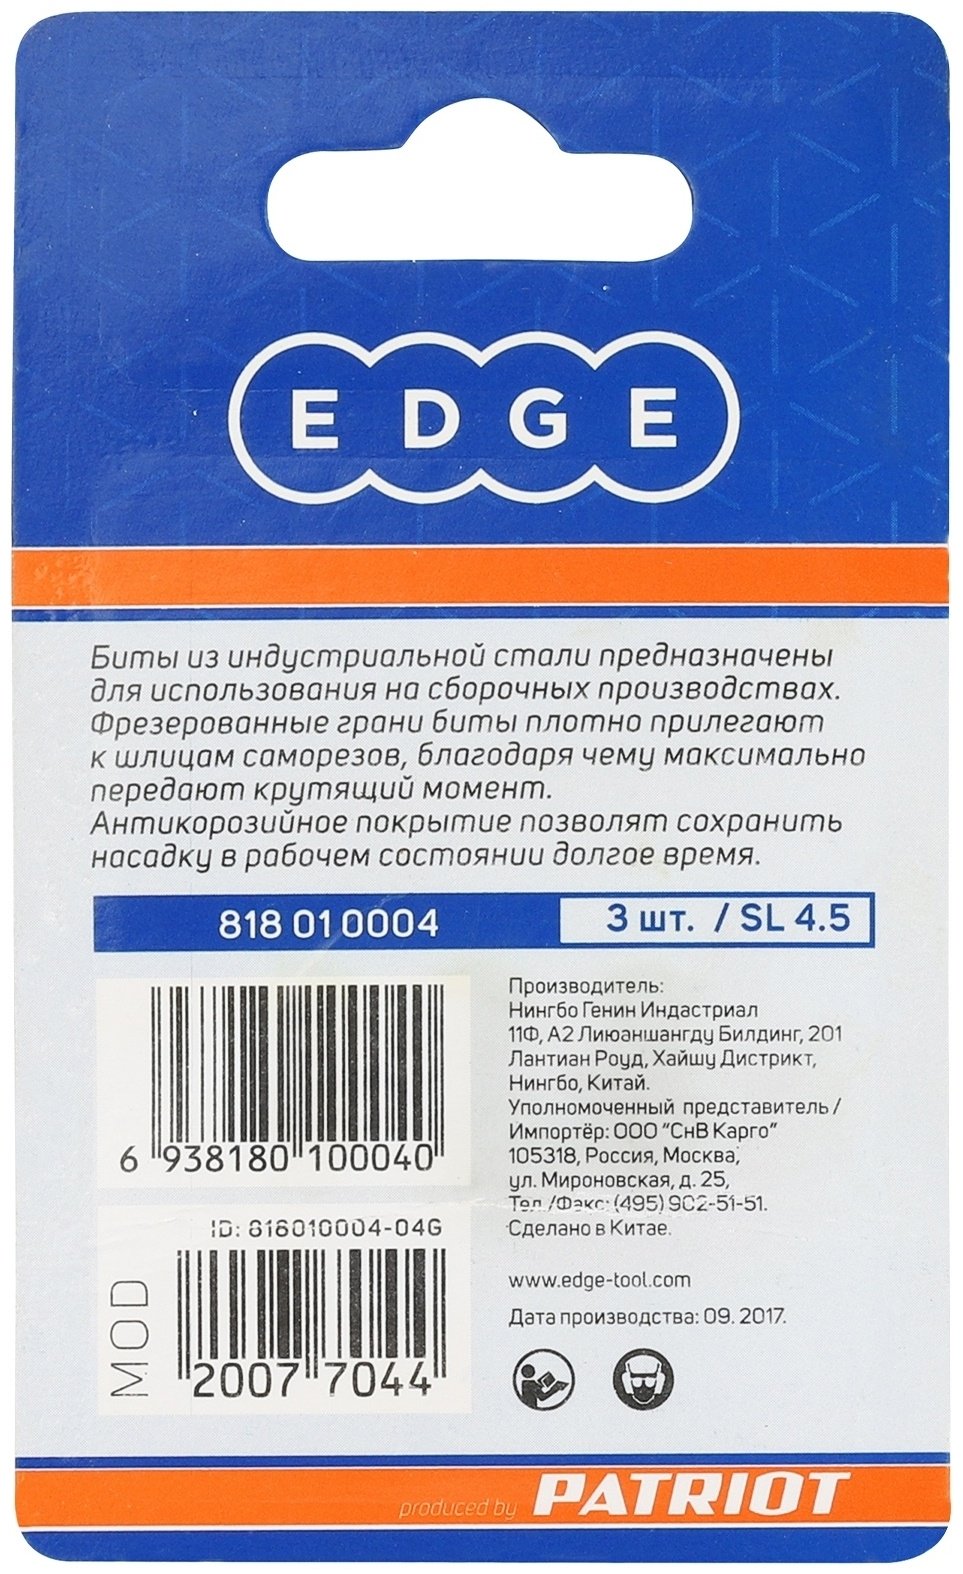 EDGE
Биты из индустриальной стали предназначены
для использования на сборочных производствах.
Фрезерованные грани биты плотно прилегают
к шлицам саморезов, благодаря чему максимально
передают крутящий момент.
Антикорозийное покрытие позволят сохранить
насадку в рабочем состоянии долгое время.
818 01 0004
3 шт. / SL 4.5
6 938180 100040
ID: 818010004-04G
MOD
2007 7044
Производитель:
Нингбо Генин Индастриал
11Ф, А2 Лиюаншангду Билдинг, 201
Лантиан Роуд, Хайшу Дистрикт,
Нингбо, Китай.
Уполномоченный представитель /
Импортёр: ООО "СнВ Карго"
105318, Россия, Москва,
ул. Мироновская, д. 25,
Тел./Факс: (495) 902-51-51.
Сделано в Китае.
www.edge-tool.com
Дата производства: 09. 2017.
produced by PATRIOT